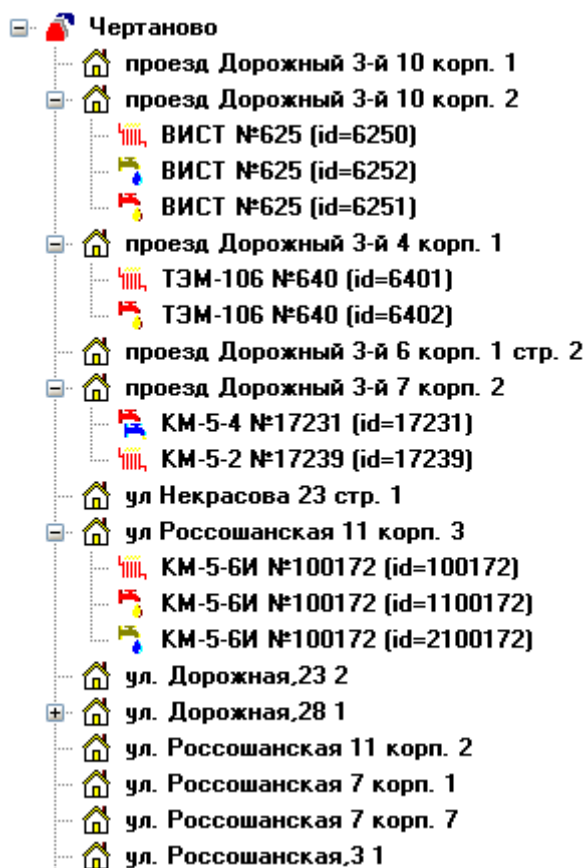 Чертаново
проезд Дорожный 3-й 10 корп. 1
проезд Дорожный 3-й 10 корп. 2
ВИСТ №625 (id=6250)
ВИСТ №625 (id=6252)
ВИСТ №625 (id=6251)
проезд Дорожный 3-й 4 корп. 1
ТЭМ-106 №640 (id=6401)
ТЭМ-106 №640 (id=6402)
проезд Дорожный 3-й 6 корп. 1 стр. 2
проезд Дорожный 3-й 7 корп. 2
КМ-5-4 №17231 (id=17231)
КМ-5-2 №17239 (id=17239)
ул Некрасова 23 стр. 1
ул Россошанская 11 корп. 3
КМ-5-6И №100172 (id=100172)
КМ-5-6И №100172 (id=1100172)
КМ-5-6И №100172 (id=2100172)
ул. Дорожная,23 2
ул. Дорожная,28 1
ул. Россошанская 11 корп. 2
ул. Россошанская 7 корп. 1
ул. Россошанская 7 корп. 7
ул. Россошанская,3 1